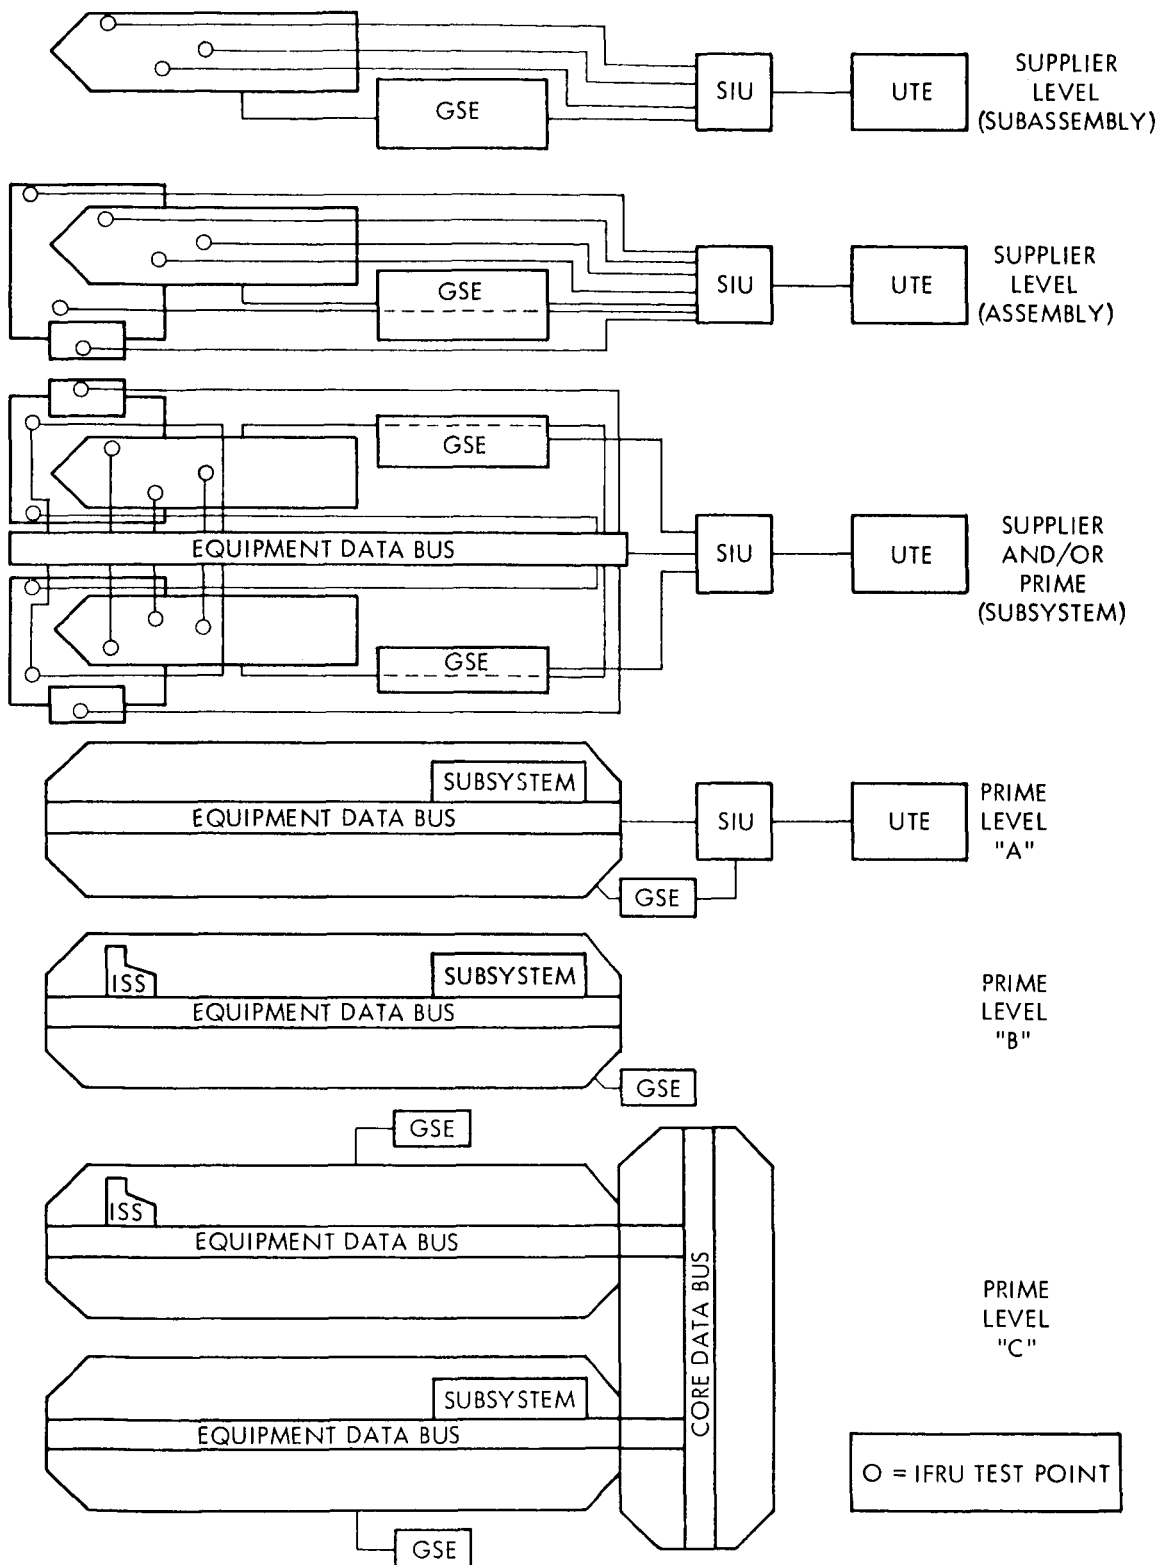 GSE
SIU
UTE
SUPPLIER
LEVEL
(SUBASSEMBLY)
GSE
SIU
UTE
SUPPLIER
LEVEL
(ASSEMBLY)
GSE
EQUIPMENT DATA BUS
SIU
UTE
SUPPLIER
AND/OR
PRIME
(SUBSYSTEM)
GSE
SUBSYSTEM
EQUIPMENT DATA BUS
SIU
UTE
PRIME
LEVEL
"A"
GSE
ISS
SUBSYSTEM
EQUIPMENT DATA BUS
PRIME
LEVEL
"B"
GSE
GSE
ISS
EQUIPMENT DATA BUS
CORE DATA BUS
PRIME
LEVEL
"C"
SUBSYSTEM
EQUIPMENT DATA BUS
GSE
O = IFRU TEST POINT